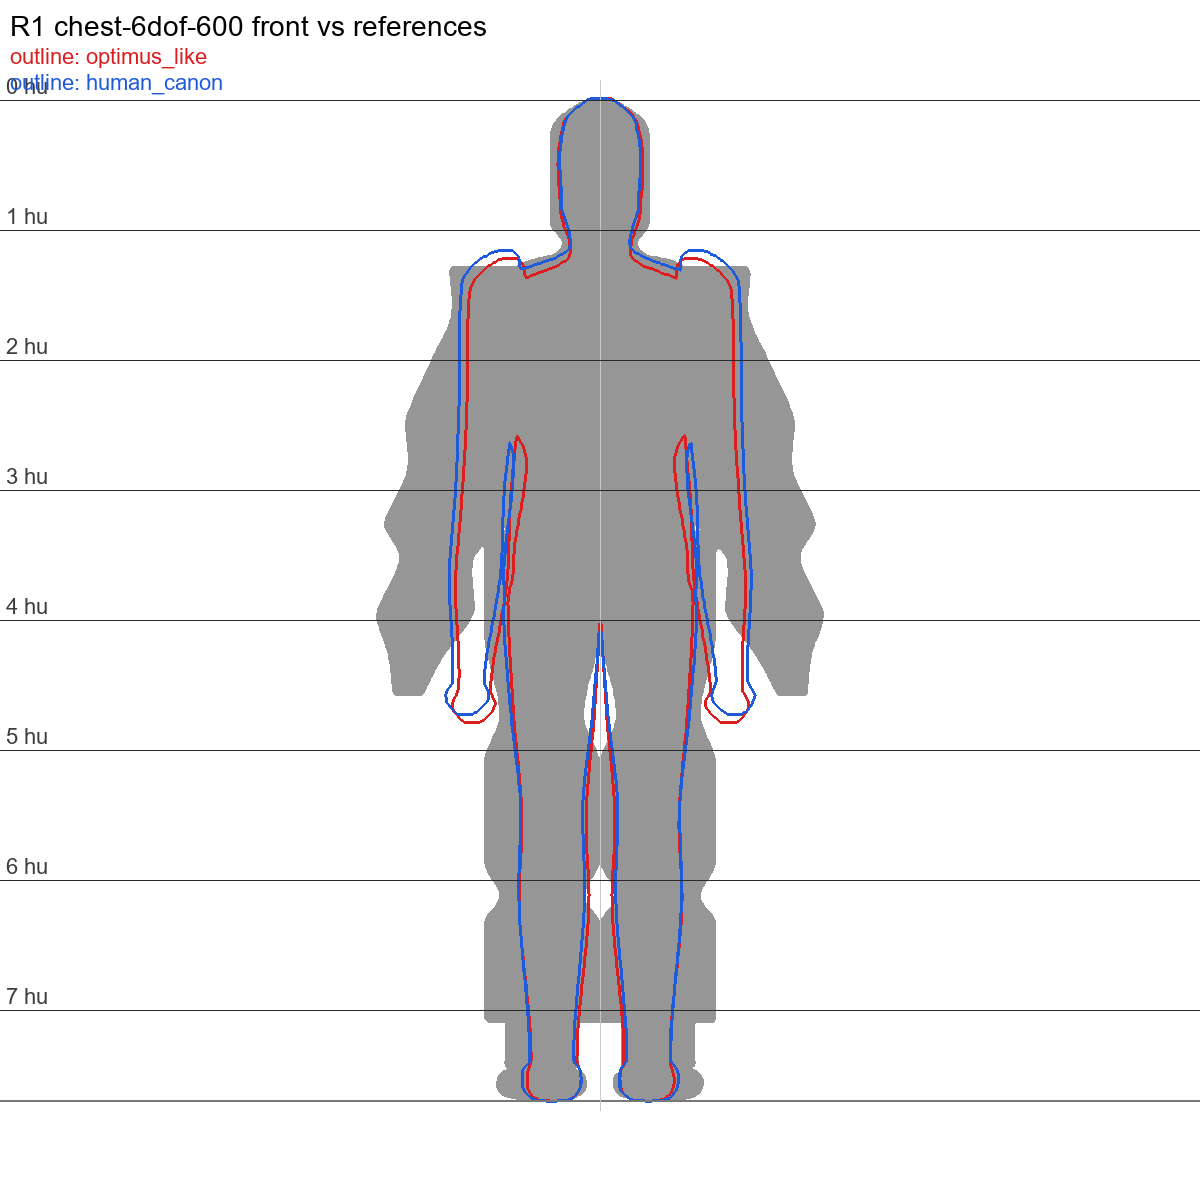 R1 chest-6dof-600 front vs references
outline: optimus_like
outline: human_canon
0 hu
1 hu
2 hu
3 hu
4 hu
5 hu
6 hu
7 hu